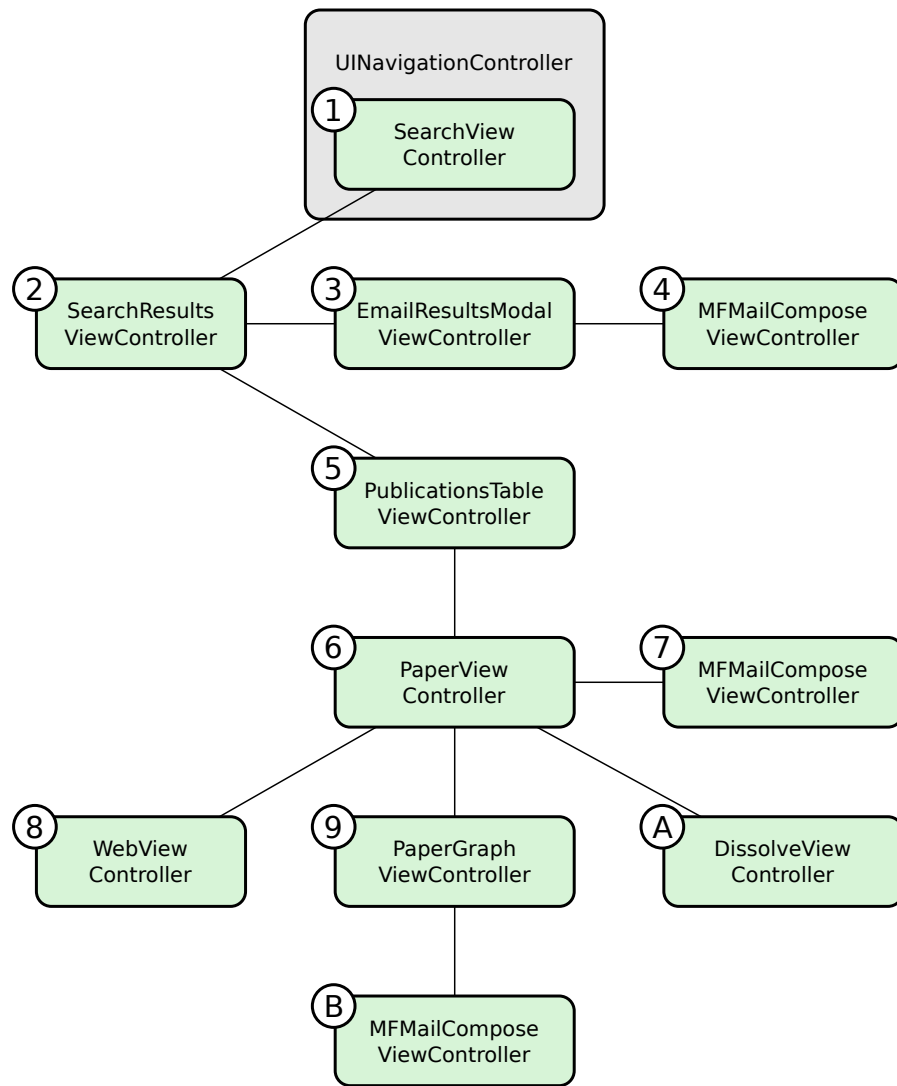 UINavigationController
1
SearchView
Controller
2
SearchResults
ViewController
3
EmailResultsModal
ViewController
4
MFMailCompose
ViewController
5
PublicationsTable
ViewController
6
PaperView
Controller
7
MFMailCompose
ViewController
8
WebView
Controller
9
PaperGraph
ViewController
A
DissolveView
Controller
B
MFMailCompose
ViewController